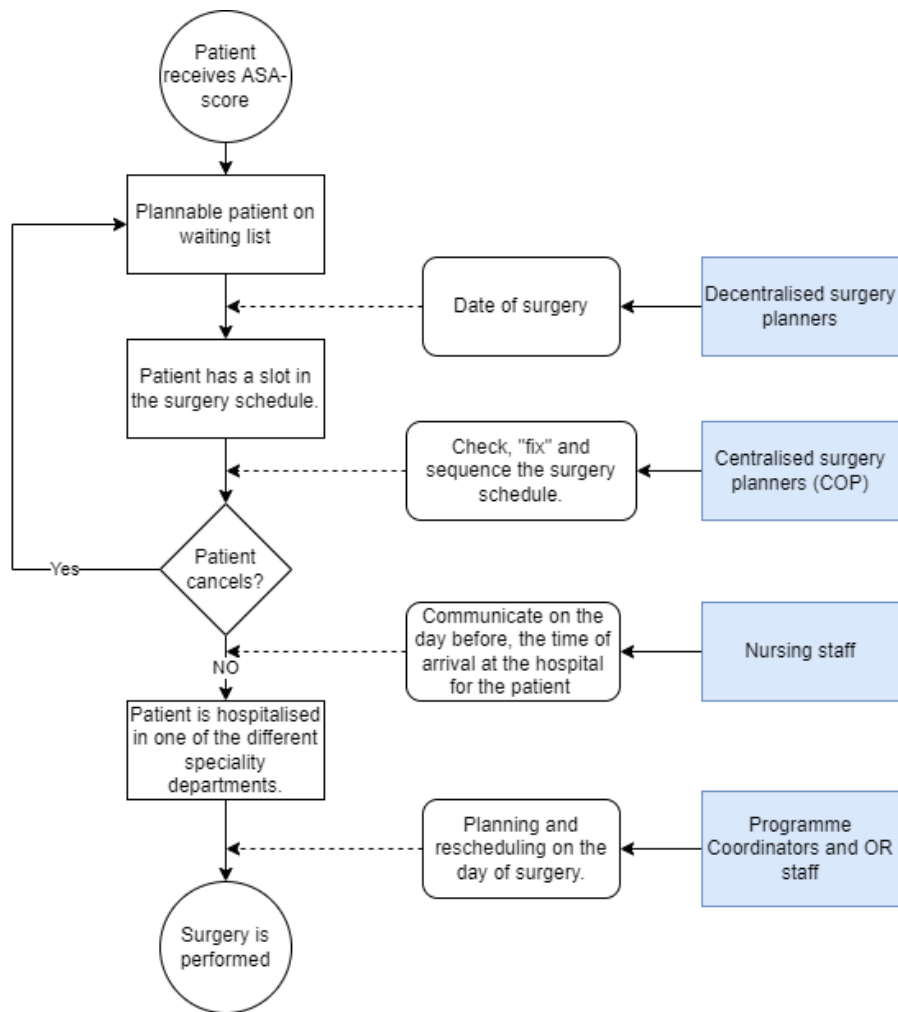 Patient
receives ASA-
score
Plannable patient on
waiting list
Date of surgery
Decentralised surgery
planners
Patient has a slot in
the surgery schedule.
Check, "fix" and
sequence the surgery
schedule.
Centralised surgery
planners (COP)
Patient
cancels?
Yes
Communicate on the
day before, the time of
arrival at the hospital
for the patient
Nursing staff
NO
Patient is hospitalised
in one of the different
speciality
departments.
Planning and
rescheduling on the
day of surgery.
Programme
Coordinators and OR
staff
Surgery is
performed